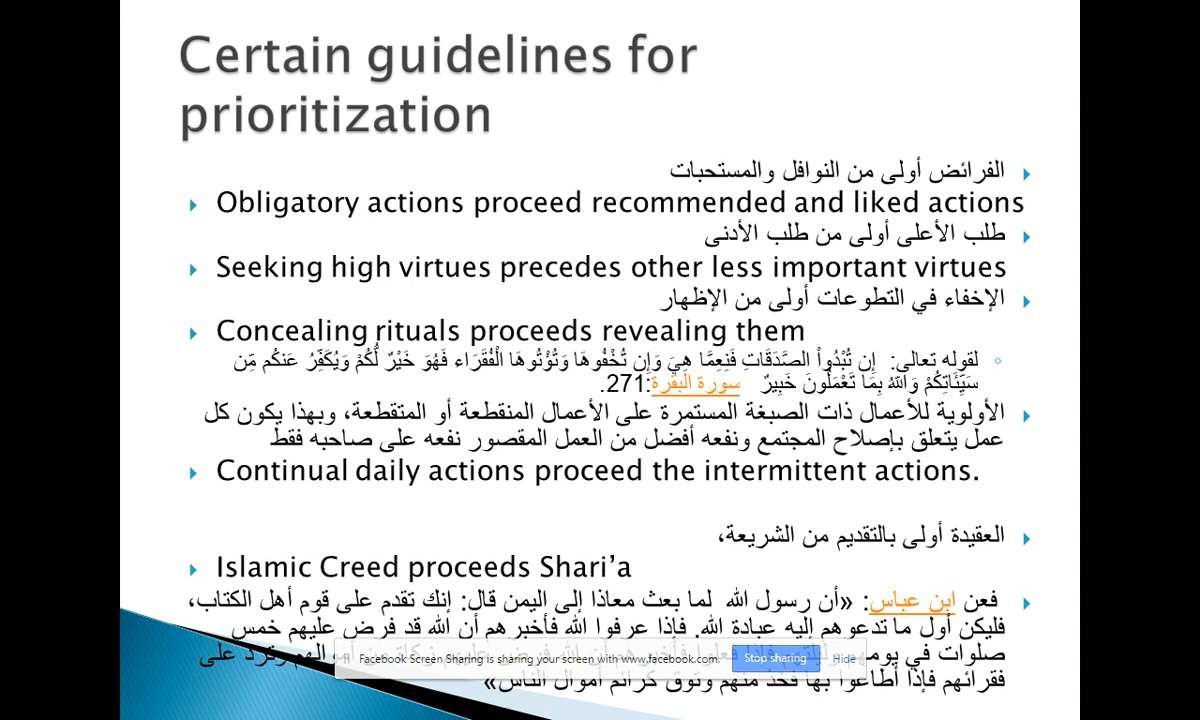 Certain guidelines for
prioritization
الفرائض أولى من النوافل والمستحبات
Obligatory actions proceed recommended and liked actions
طلب الأعلى أولى من طلب الأدنى
Seeking high virtues precedes other less important virtues
الإخفاء في التطوعات أولى من الإظهار
Concealing rituals proceeds revealing them
لقوله تعالى: إِن تُبْدُواْ الصَّدَقَاتِ فَنِعِمَّا هِيَ وَإِن تُخْفُوهَا وَتُؤْتُوهَا الْفُقَرَاء فَهُوَ خَيْرٌ لُّكُمْ وَيُكَفِّرُ عَنكُم مِّن
سَيِّئَاتِكُمْ وَاللّهُ بِمَا تَعْمَلُونَ خَبِيرٌ سورة البقرة:271.
الأولوية للأعمال ذات الصبغة المستمرة على الأعمال المنقطعة أو المتقطعة، وبهذا يكون كل
عمل يتعلق بإصلاح المجتمع ونفعه أفضل من العمل المقصور نفعه على صاحبه فقط
Continual daily actions proceed the intermittent actions.
العقيدة أولى بالتقديم من الشريعة،
Islamic Creed proceeds Shari’a
فعن ابن عباس: «أن رسول الله لما بعث معاذا إلى اليمن قال: إنك تقدم على قوم أهل الكتاب،
فليكن أول ما تدعوهم إليه عبادة الله. فإذا عرفوا الله فأخبرهم أن الله قد فرض عليهم خمس
صلوات في يومهم وترد على
Facebook Screen Sharing is sharing your screen with www.facebook.com. Stop sharing Hide
فقرائهم فإذا أطاعوا بها فخذ منهم وتوق كرائم أموال الناس»